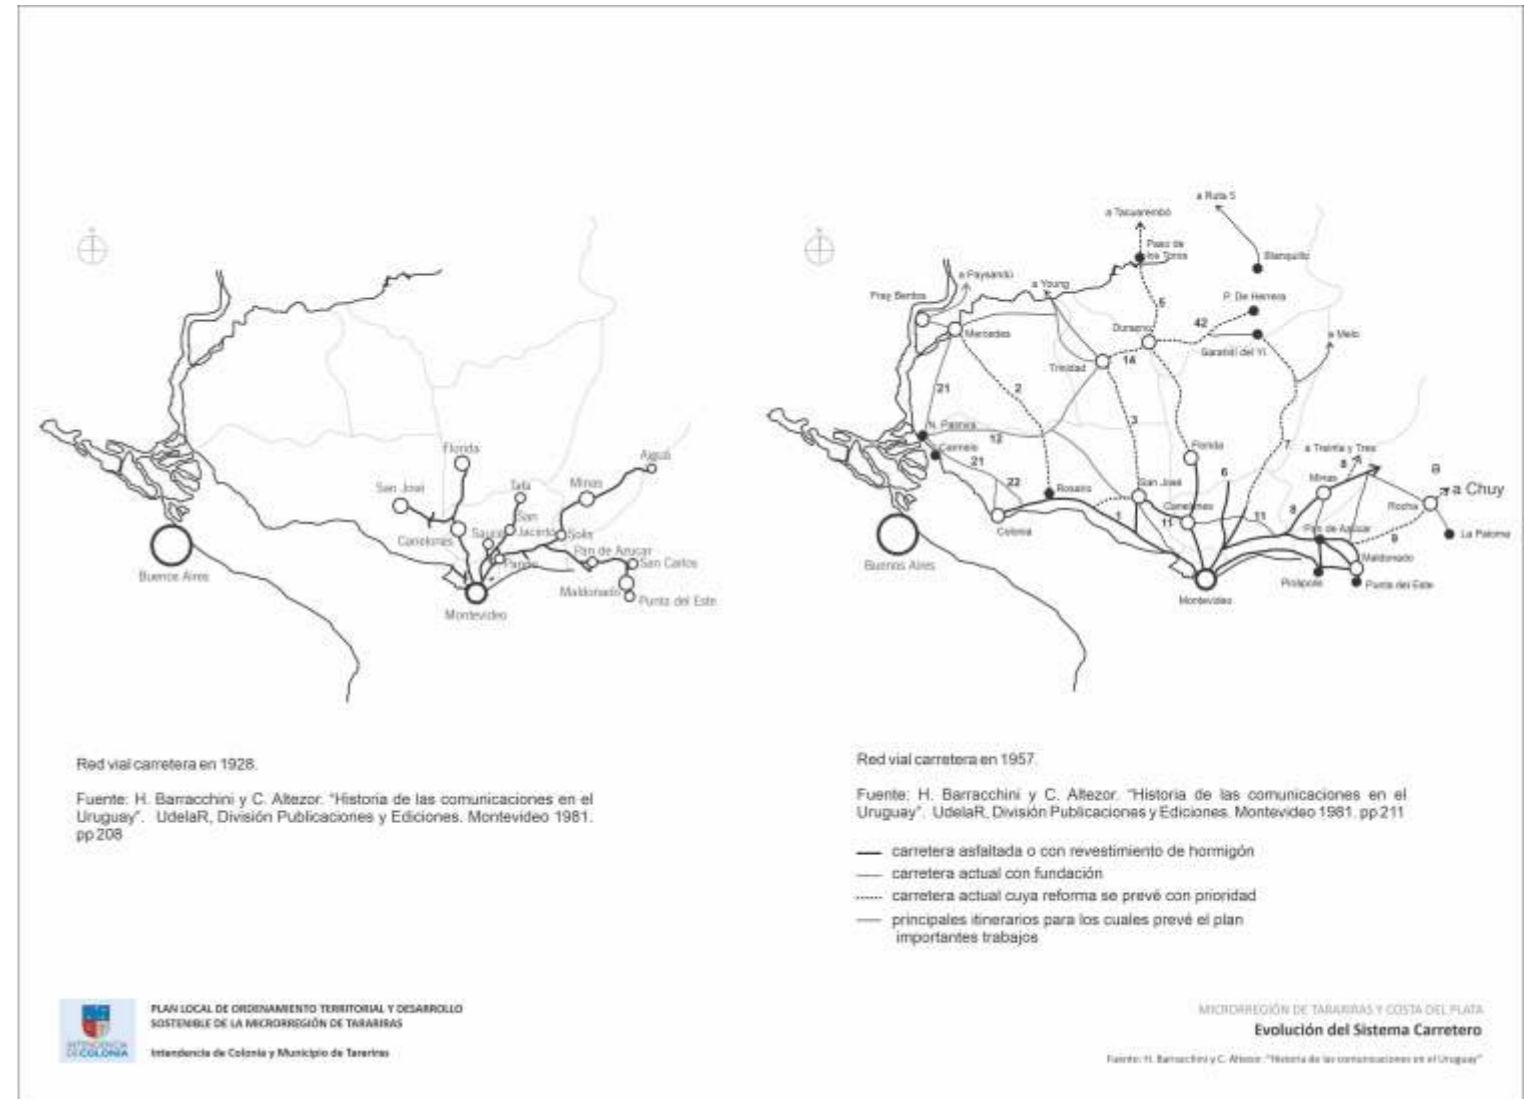 Florida
San José
Tala
Minas
Aiguá
San
Jacinto
Sauce
Solis
Canelones
Pando
Pan de Azucar
San Carlos
Maldonado
Punta del Este
Buenos Aires
Montevideo
a Ruta 5
a Tacuarembó
Paso de
los Toros
Blanquillo
a Paysandú
a Young
Fray Bentos
P. De Herrera
5
42
Mercedes
Durazno
Sarandí del Yí
a Melo
Trinidad
14
21
2
3
N. Palmira
12
Carmelo
Florida
7
a Treinta y Tres
21
6
8
8
a Chuy
22
Rosario
San José
Minas
Rocha
Colonia
1
11
Canelones
11
8
Pan de Azúcar
9
La Paloma
Maldonado
Piriápolis
Punta del Este
Buenos Aires
Montevideo
Red vial carretera en 1928.
Fuente: H. Barracchini y C. Altezor. "Historia de las comunicaciones en el
Uruguay". UdelaR, División Publicaciones y Ediciones. Montevideo 1981.
pp 208
Red vial carretera en 1957.
Fuente: H. Barracchini y C. Altezor. "Historia de las comunicaciones en el
Uruguay". UdelaR, División Publicaciones y Ediciones. Montevideo 1981. pp 211
carretera asfaltada o con revestimiento de hormigón
carretera actual con fundación
carretera actual cuya reforma se prevé con prioridad
principales itinerarios para los cuales prevé el plan
importantes trabajos
INTENDENCIA
DE COLONIA
PLAN LOCAL DE ORDENAMIENTO TERRITORIAL Y DESARROLLO
SOSTENIBLE DE LA MICRORREGIÓN DE TARARIRAS
Intendencia de Colonia y Municipio de Tarariras
MICRORREGIÓN DE TARARIRAS Y COSTA DEL PLATA
Evolución del Sistema Carretero
Fuente: H. Barracchini y C. Altezor. "Historia de las comunicaciones en el Uruguay"